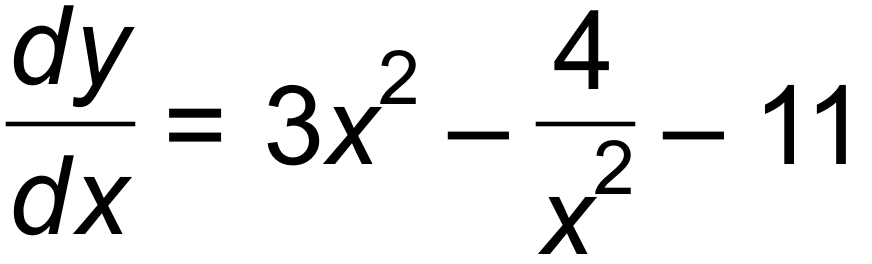 dy/dx = 3x² − 4/x² − 11